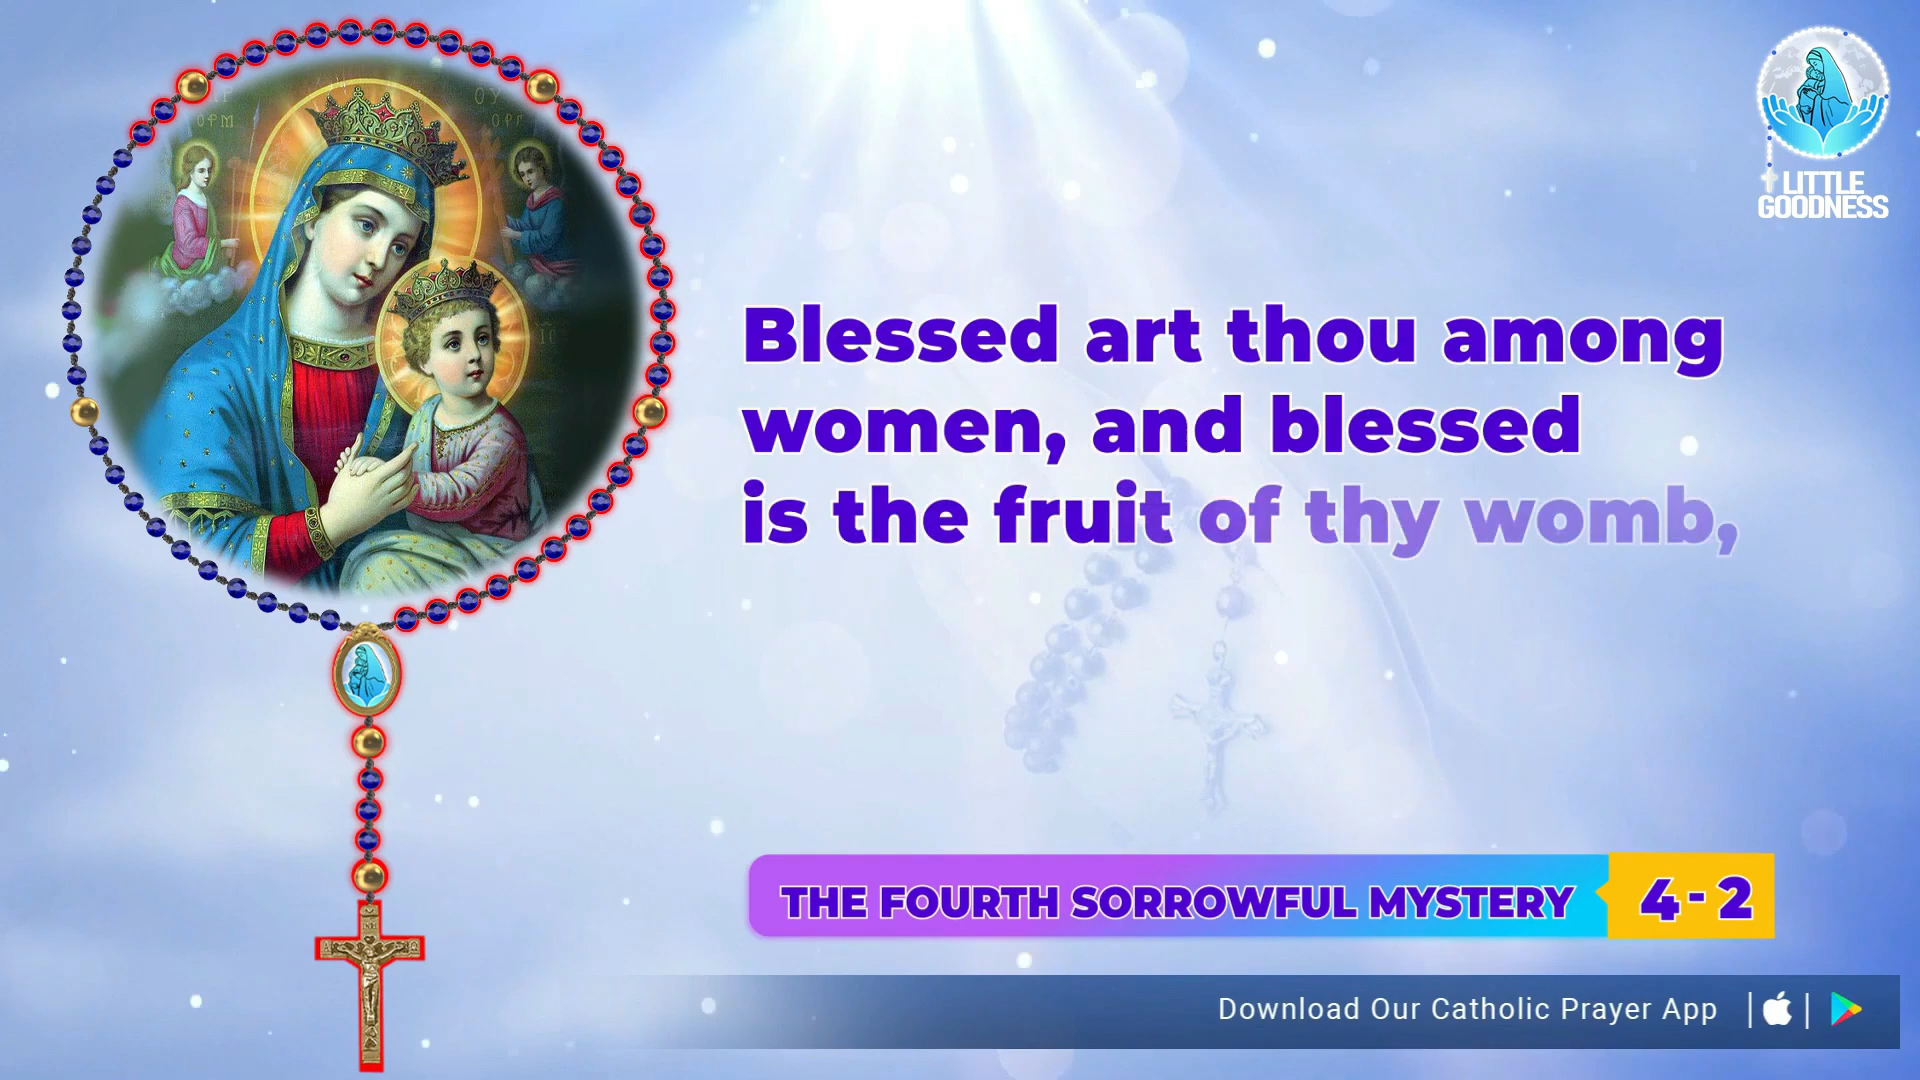 LITTLE
GOODNESS
Blessed art thou among
women, and blessed
is the fruit of thy womb,
THE FOURTH SORROWFUL MYSTERY 4-2
Download Our Catholic Prayer App